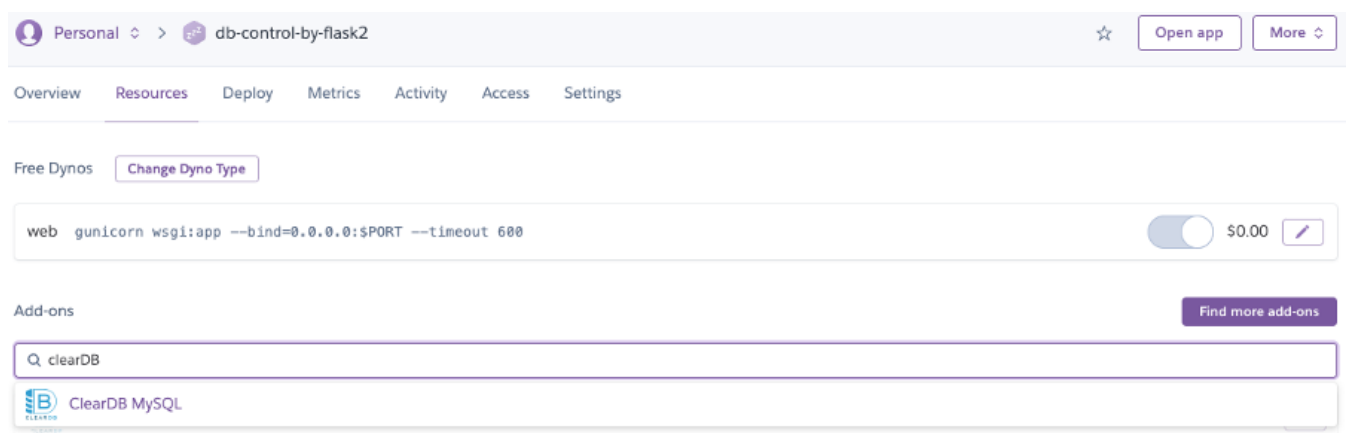 Personal > db-control-by-flask2 Open app More
Overview Resources Deploy Metrics Activity Access Settings
Free Dynos Change Dyno Type
web gunicorn wsgi:app --bind=0.0.0.0:$PORT --timeout 600 $0.00
Add-ons Find more add-ons
clearDB
ClearDB MySQL
CLEARDB